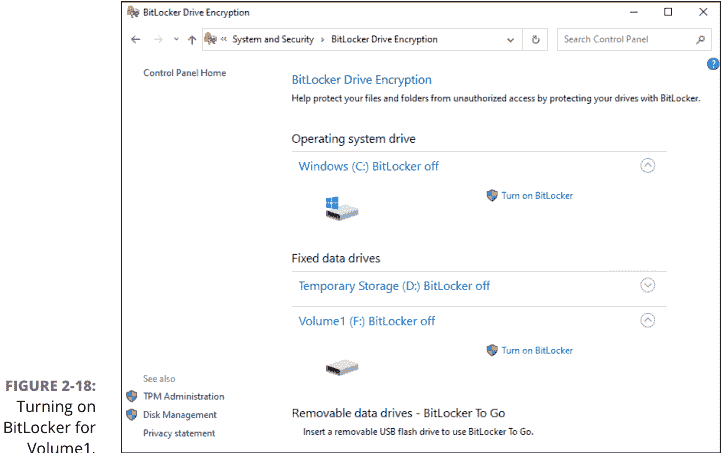 BitLocker Drive Encryption
System and Security > BitLocker Drive Encryption
Search Control Panel
Control Panel Home
BitLocker Drive Encryption
Help protect your files and folders from unauthorized access by protecting your drives with BitLocker.
Operating system drive
Windows (C:) BitLocker off
Turn on BitLocker
Fixed data drives
Temporary Storage (D:) BitLocker off
Volume1 (F:) BitLocker off
Turn on BitLocker
Removable data drives - BitLocker To Go
Insert a removable USB flash drive to use BitLocker To Go.
See also
TPM Administration
Disk Management
Privacy statement
FIGURE 2-18:
Turning on
BitLocker for
Volume1.